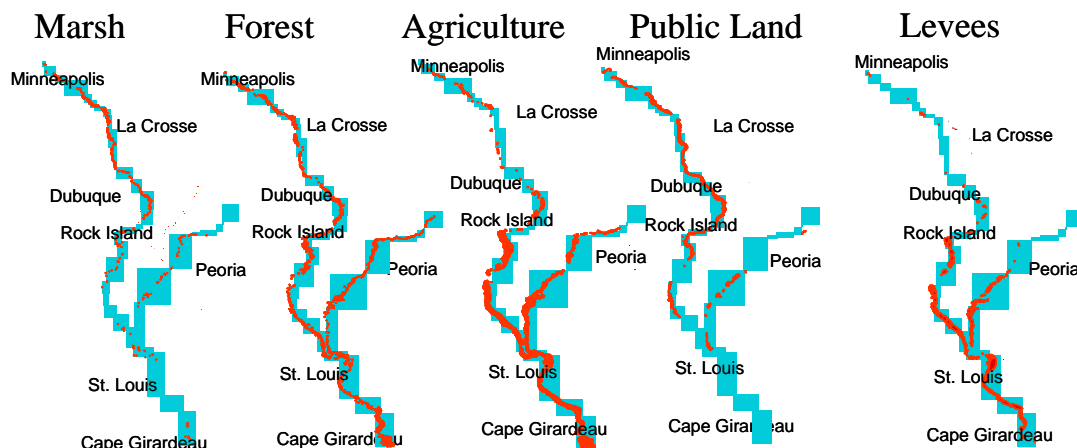 Marsh
Minneapolis
La Crosse
Dubuque
Rock Island
Peoria
St. Louis
Cape Girardeau
Forest
Minneapolis
La Crosse
Dubuque
Rock Island
Peoria
St. Louis
Cape Girardeau
Agriculture
Minneapolis
La Crosse
Dubuque
Rock Island
Peoria
St. Louis
Cape Girardeau
Public Land
Minneapolis
La Crosse
Dubuque
Rock Island
Peoria
St. Louis
Cape Girardeau
Levees
Minneapolis
La Crosse
Dubuque
Rock Island
Peoria
St. Louis
Cape Girardeau